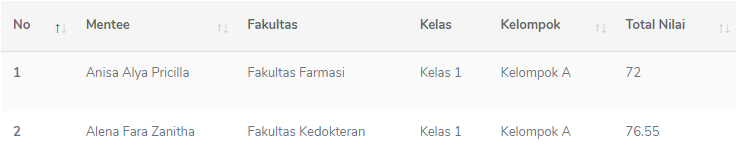 No Mentee Fakultas Kelas Kelompok Total Nilai
1 Anisa Alya Pricilla Fakultas Farmasi Kelas 1 Kelompok A 72
2 Alena Fara Zanitha Fakultas Kedokteran Kelas 1 Kelompok A 76.55